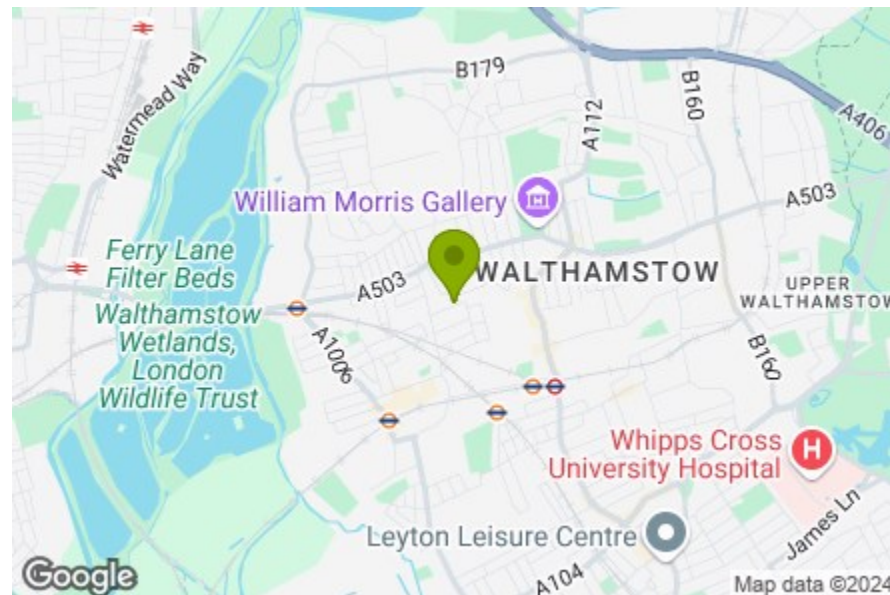 Watermead Way
B179
A112
B160
A406
William Morris Gallery
A503
Ferry Lane
Filter Beds
A503
WALTHAMSTOW
UPPER
WALTHAMSTOW
Walthamstow
Wetlands,
London
Wildlife Trust
A1006
B160
Whipps Cross
University Hospital
H
James Ln
Leyton Leisure Centre
A104
Google
Map data ©2024